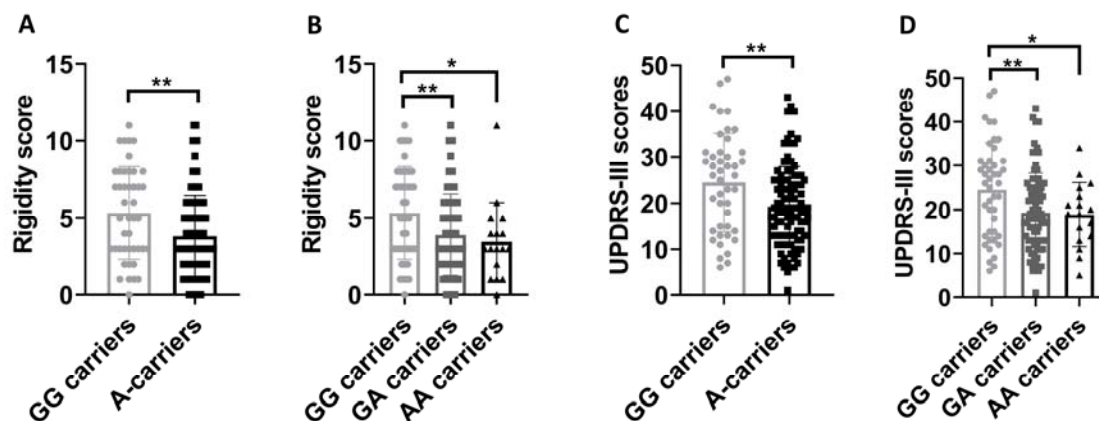 A
Rigidity score
15
10
5
0
**
GG carriers
A-carriers
B
Rigidity score
15
10
5
0
*
**
GG carriers
GA carriers
AA carriers
C
UPDRS-III scores
50
40
30
20
10
0
**
GG carriers
A-carriers
D
UPDRS-III scores
50
40
30
20
10
0
*
**
GG carriers
GA carriers
AA carriers